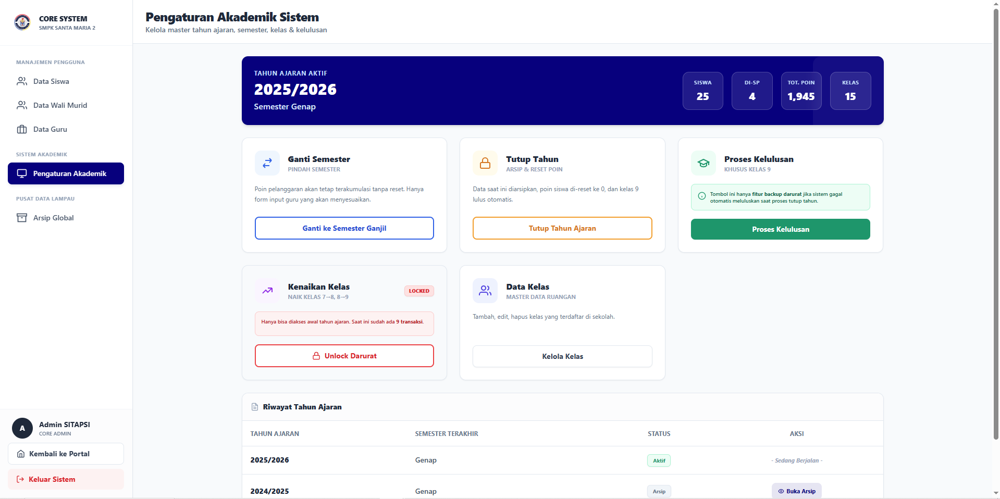 CORE SYSTEM
SMPK SANTA MARIA 2
MANAJEMEN PENGGUNA
Data Siswa
Data Wali Murid
Data Guru
SISTEM AKADEMIK
Pengaturan Akademik
PUSAT DATA LAMPAU
Arsip Global
A
Admin SITAPSI
CORE ADMIN
Kembali ke Portal
Keluar Sistem
Pengaturan Akademik Sistem
Kelola master tahun ajaran, semester, kelas & kelulusan
TAHUN AJARAN AKTIF
2025/2026
Semester Genap
SISWA
25
DI-SP
4
TOT. POIN
1,945
KELAS
15
Ganti Semester
PINDAH SEMESTER
Poin pelanggaran akan tetap terakumulasi tanpa reset. Hanya
form input guru yang akan menyesuaikan.
Ganti ke Semester Ganjil
Tutup Tahun
ARSIP & RESET POIN
Data saat ini diarsipkan, poin siswa di-reset ke 0, dan kelas 9
lulus otomatis.
Tutup Tahun Ajaran
Proses Kelulusan
KHUSUS KELAS 9
Tombol ini hanya fitur backup darurat jika sistem gagal
otomatis meluluskan saat proses tutup tahun.
Proses Kelulusan
Kenaikan Kelas
NAIK KELAS 7→8, 8→9
LOCKED
Hanya bisa diakses awal tahun ajaran. Saat ini sudah ada 9 transaksi.
Unlock Darurat
Data Kelas
MASTER DATA RUANGAN
Tambah, edit, hapus kelas yang terdaftar di sekolah.
Kelola Kelas
Riwayat Tahun Ajaran
TAHUN AJARAN SEMESTER TERAKHIR STATUS AKSI
2025/2026 Genap Aktif - Sedang Berjalan -
2024/2025 Genap Arsip Buka Arsip